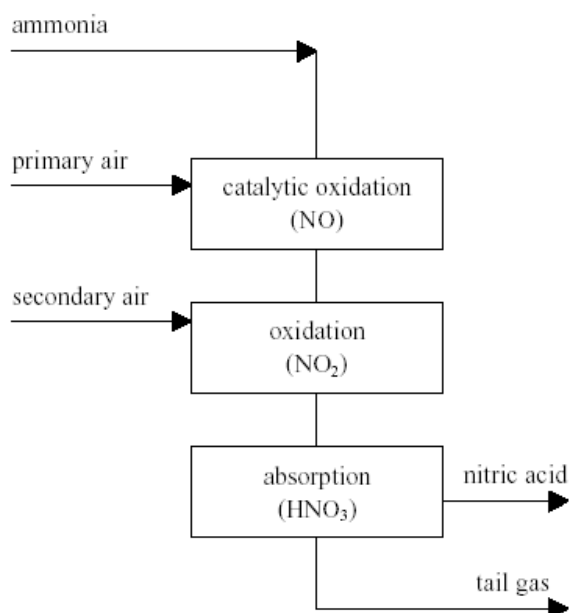 ammonia
primary air
catalytic oxidation
(NO)
secondary air
oxidation
(NO₂)
absorption
(HNO₃)
nitric acid
tail gas